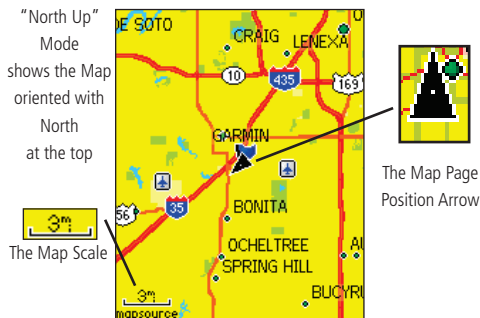 "North Up"
Mode
shows the Map
oriented with
North
at the top
DE SOTO
CRAIG
LENEXA
10
435
169
GARMIN
35
56
BONITA
OCHELTREE
SPRING HILL
3m
mapsource
3m
The Map Scale
The Map Page
Position Arrow